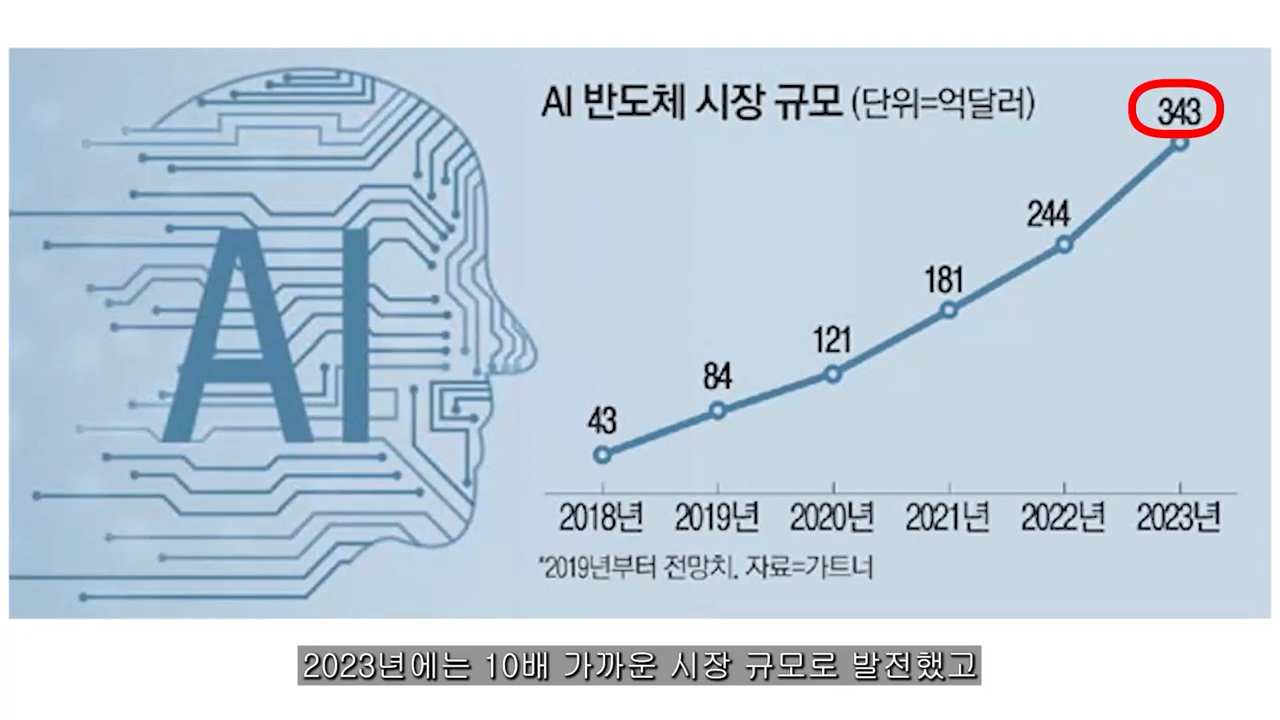 AI
AI 반도체 시장 규모 (단위=억달러)
343
244
181
121
84
43
2018년 2019년 2020년 2021년 2022년 2023년
*2019년부터 전망치. 자료=가트너
2023년에는 10배 가까운 시장 규모로 발전했고